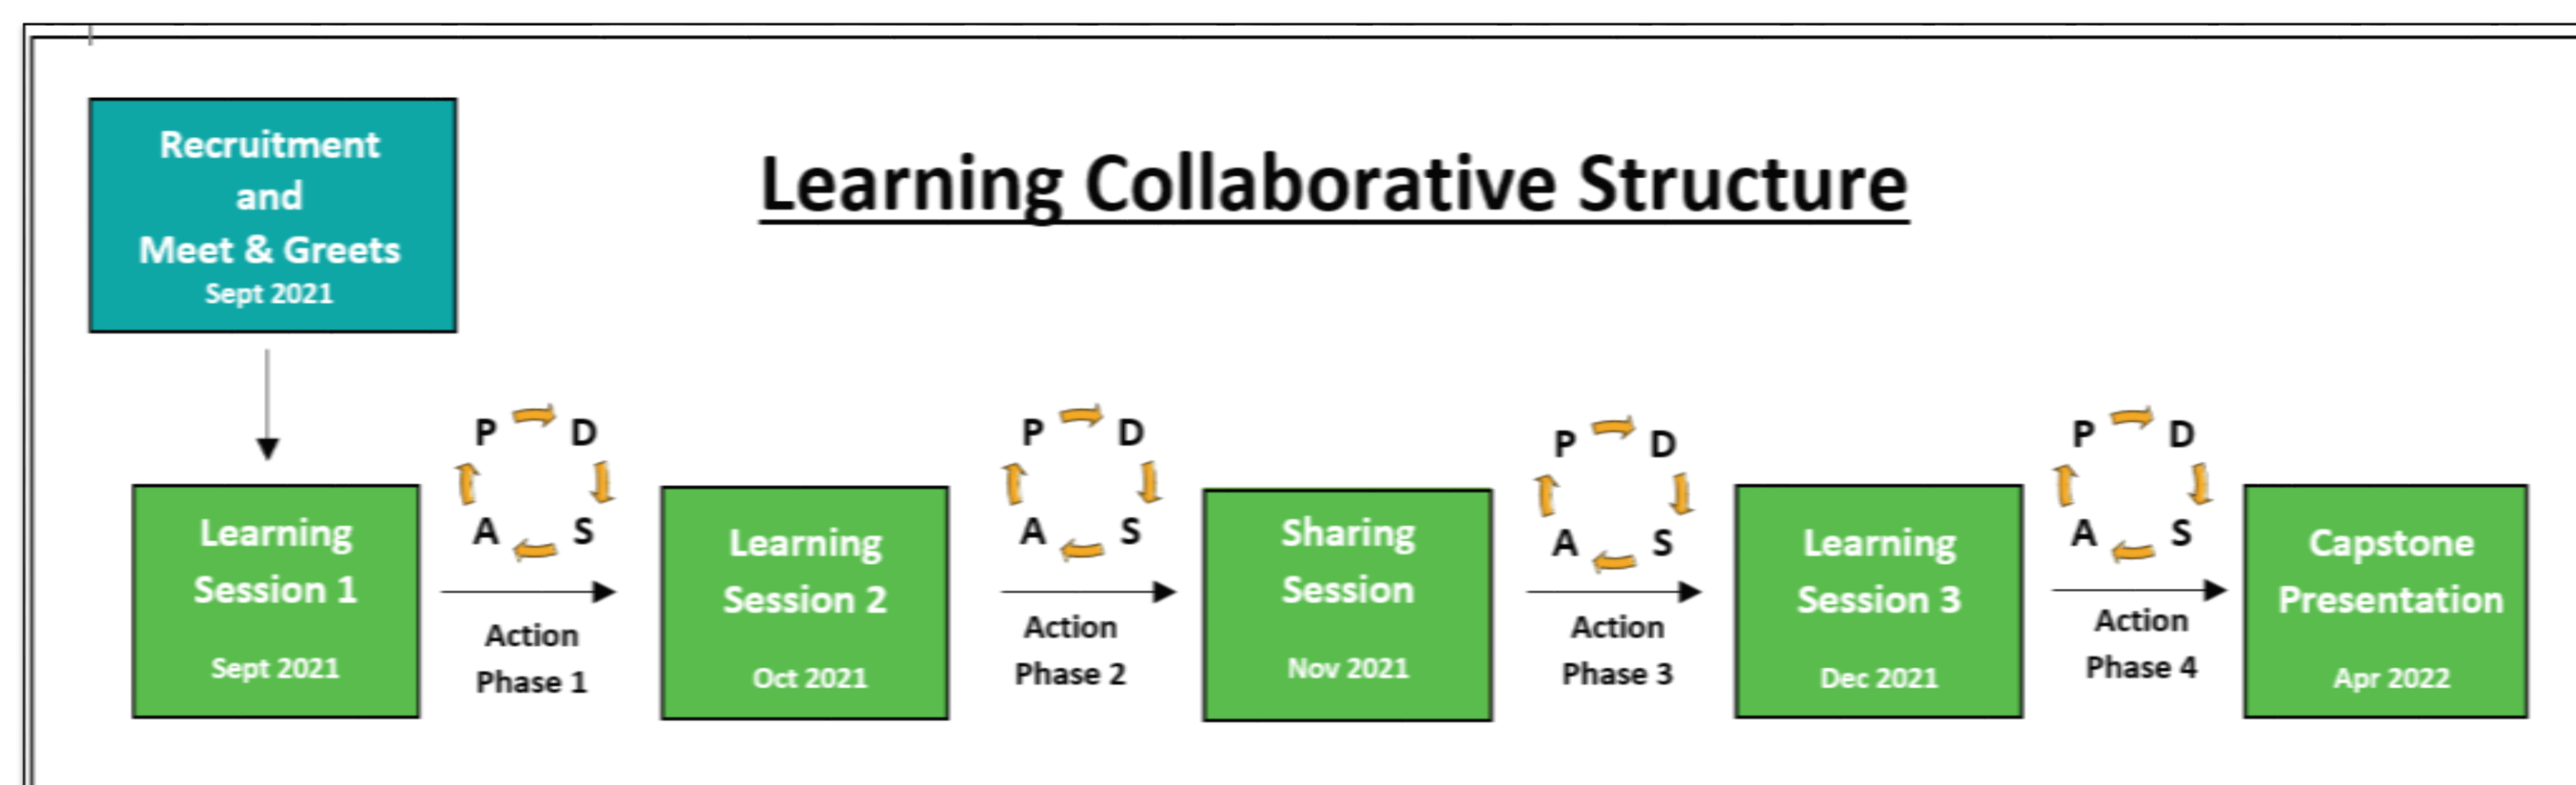 Recruitment
and
Meet & Greets
Sept 2021
Learning Collaborative Structure
Learning
Session 1
Sept 2021
P D
A S
Action
Phase 1
Learning
Session 2
Oct 2021
P D
A S
Action
Phase 2
Sharing
Session
Nov 2021
P D
A S
Action
Phase 3
Learning
Session 3
Dec 2021
P D
A S
Action
Phase 4
Capstone
Presentation
Apr 2022